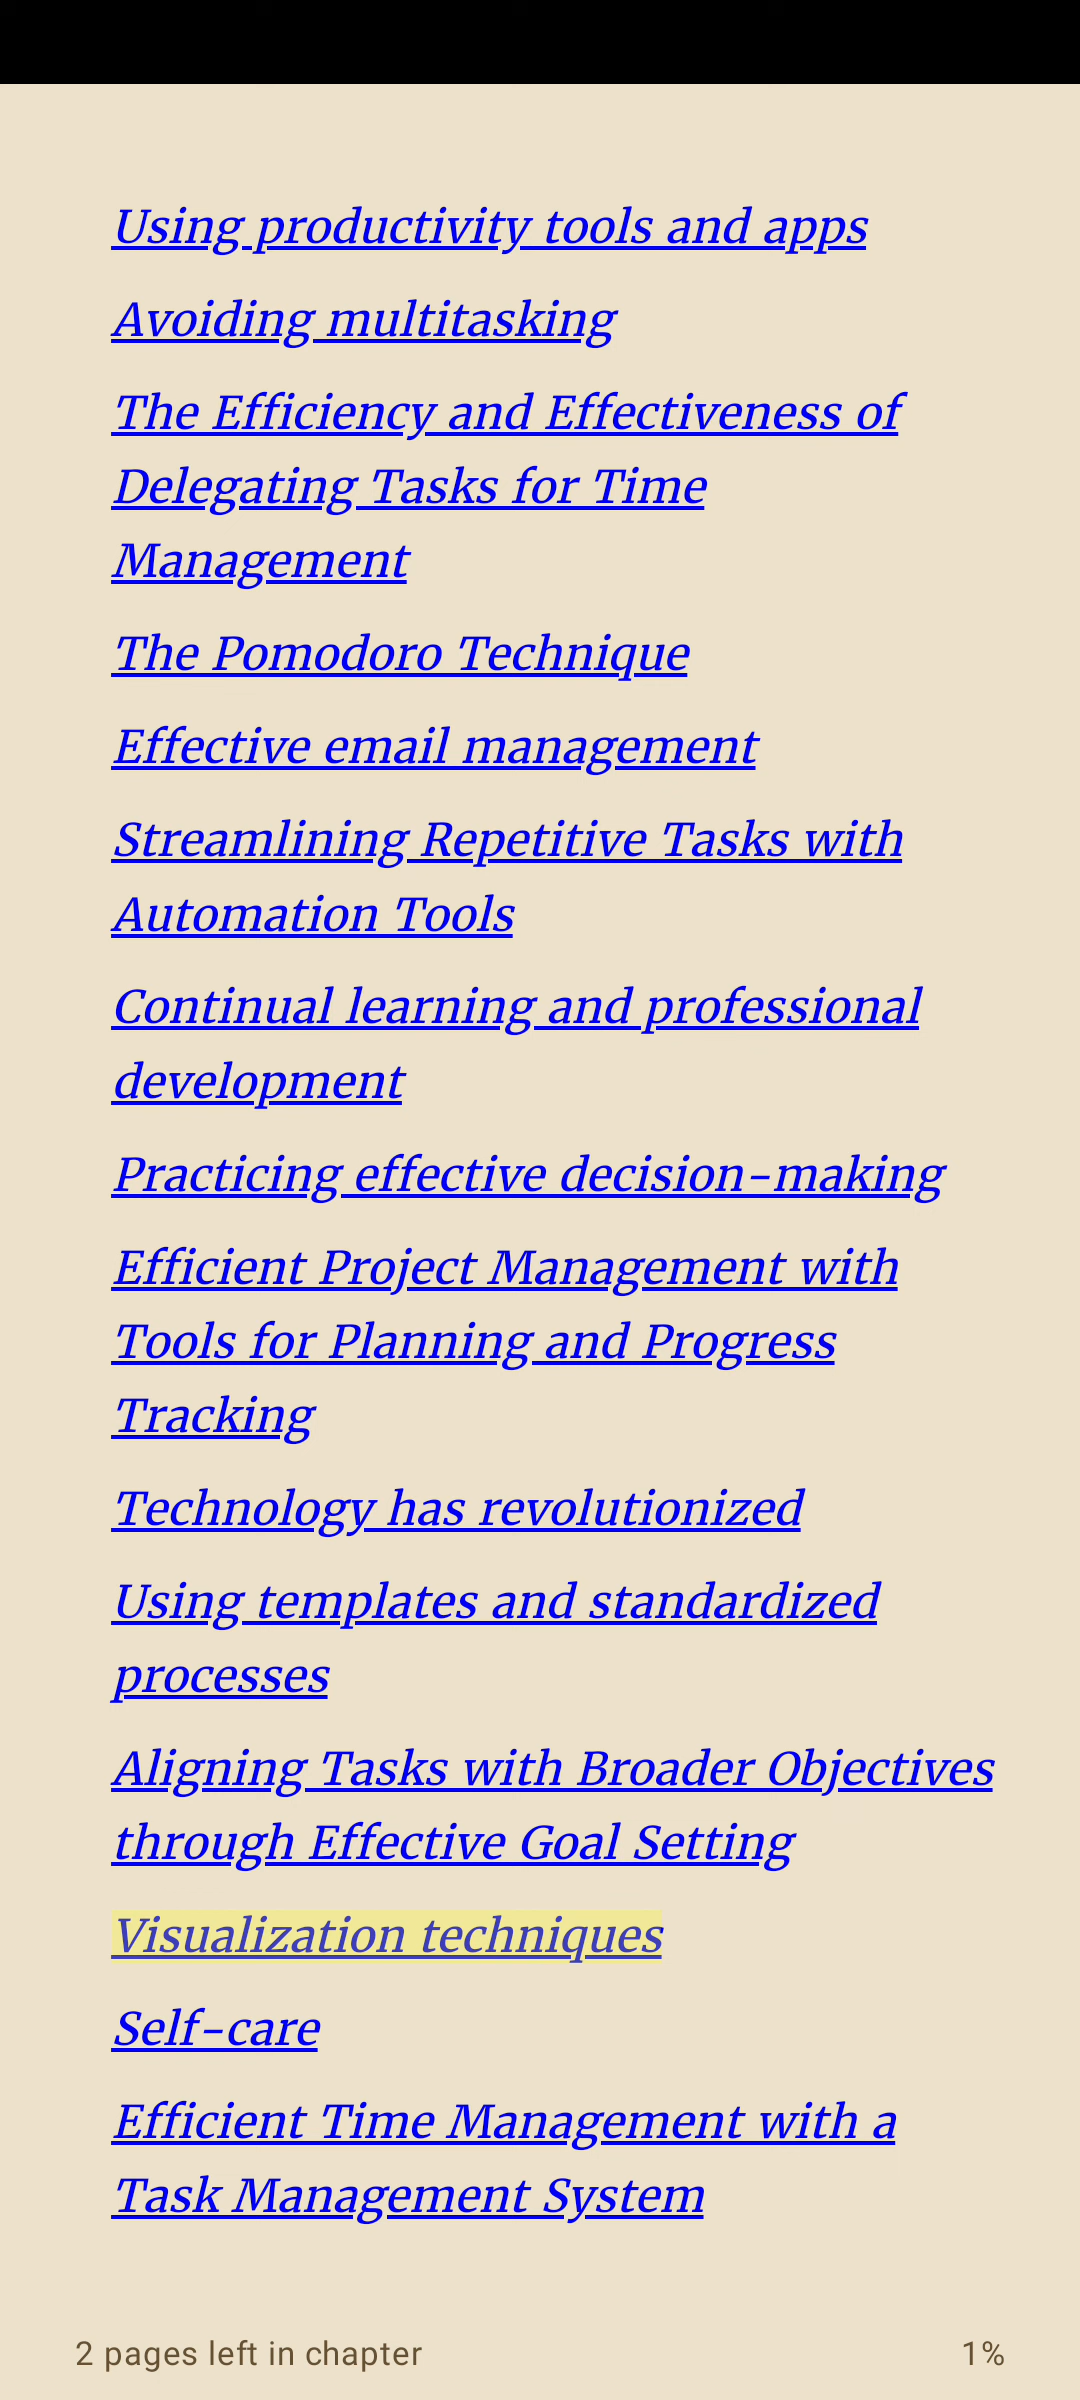 Using productivity tools and apps
Avoiding multitasking
The Efficiency and Effectiveness of
Delegating Tasks for Time
Management
The Pomodoro Technique
Effective email management
Streamlining Repetitive Tasks with
Automation Tools
Continual learning and professional
development
Practicing effective decision-making
Efficient Project Management with
Tools for Planning and Progress
Tracking
Technology has revolutionized
Using templates and standardized
processes
Aligning Tasks with Broader Objectives
through Effective Goal Setting
Visualization techniques
Self-care
Efficient Time Management with a
Task Management System
2 pages left in chapter 1%